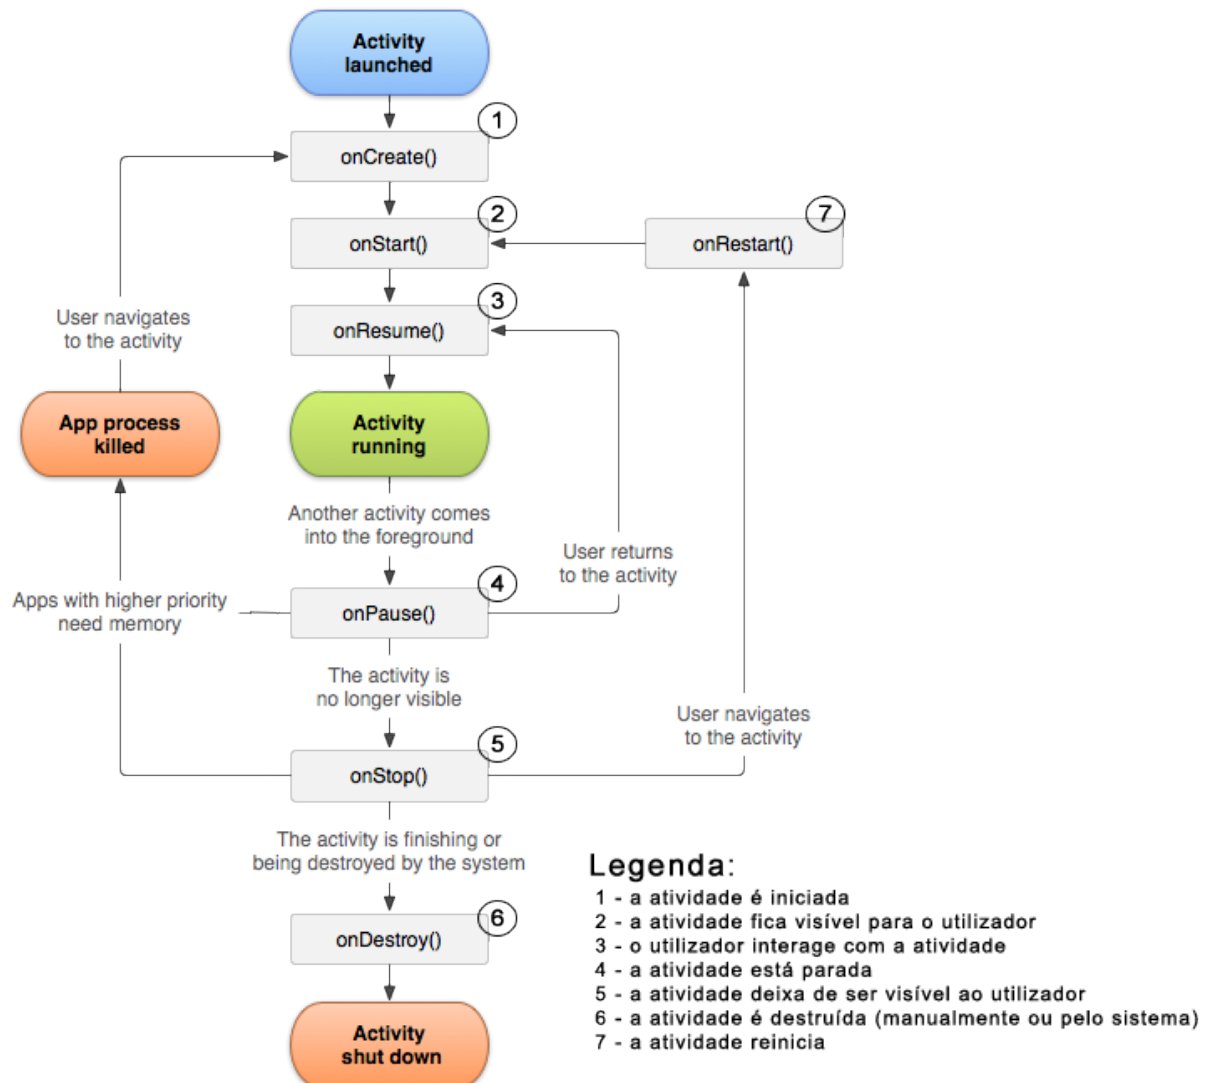 Activity
launched
1
onCreate()
2
onStart()
7
onRestart()
3
onResume()
User navigates
to the activity
App process
killed
Activity
running
Another activity comes
into the foreground
User returns
to the activity
4
onPause()
Apps with higher priority
need memory
The activity is
no longer visible
User navigates
to the activity
5
onStop()
The activity is finishing or
being destroyed by the system
6
onDestroy()
Activity
shut down
Legenda:
1 - a atividade é iniciada
2 - a atividade fica visível para o utilizador
3 - o utilizador interage com a atividade
4 - a atividade está parada
5 - a atividade deixa de ser visível ao utilizador
6 - a atividade é destruída (manualmente ou pelo sistema)
7 - a atividade reinicia